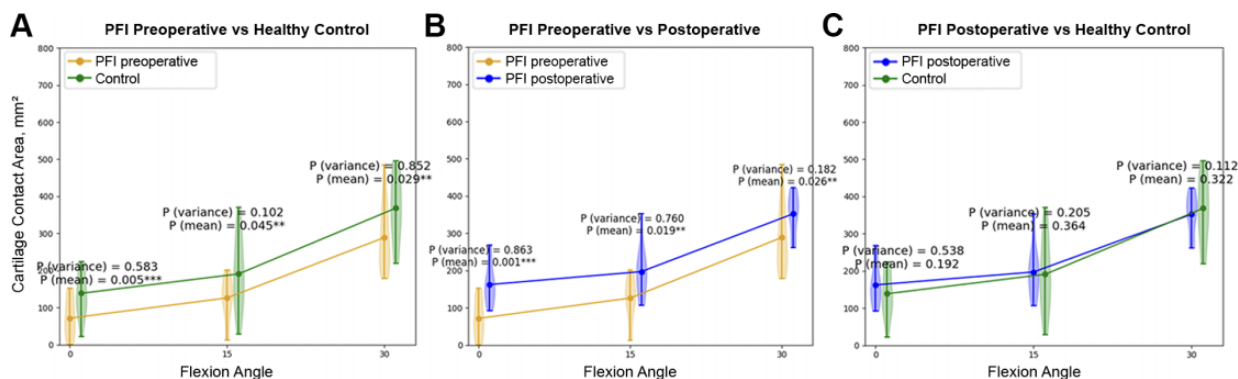 A
PFI Preoperative vs Healthy Control
Cartilage Contact Area, mm²
800
700
600
500
400
300
200
100
0
PFI preoperative
Control
P (variance) = 0.583
P (mean) = 0.005***
P (variance) = 0.102
P (mean) = 0.045**
P (variance) = 0.852
P (mean) = 0.029**
0
15
30
Flexion Angle
B
PFI Preoperative vs Postoperative
800
700
600
500
400
300
200
100
0
PFI preoperative
PFI postoperative
P (variance) = 0.863
P (mean) = 0.001***
P (variance) = 0.760
P (mean) = 0.019**
P (variance) = 0.182
P (mean) = 0.026**
0
15
30
Flexion Angle
C
PFI Postoperative vs Healthy Control
800
700
600
500
400
300
200
100
0
PFI postoperative
Control
P (variance) = 0.538
P (mean) = 0.192
P (variance) = 0.205
P (mean) = 0.364
P (variance) = 0.112
P (mean) = 0.322
0
15
30
Flexion Angle